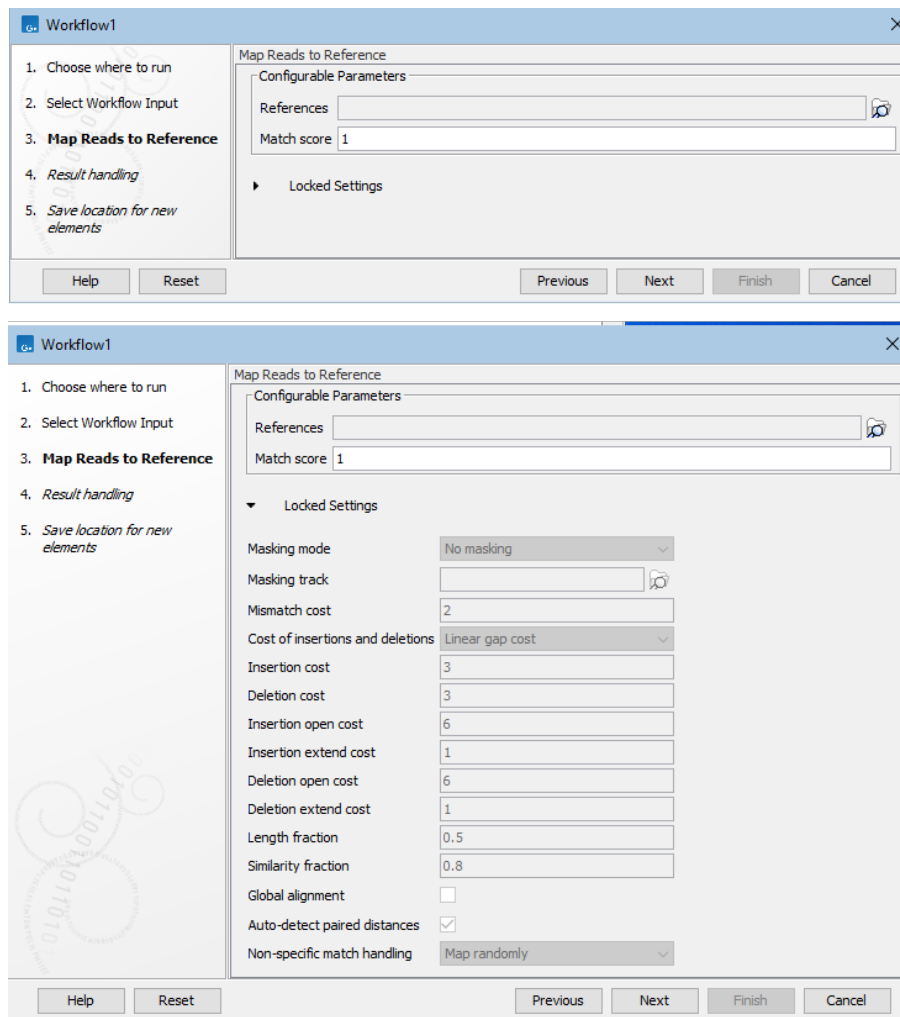 G.
Workflow1
1. Choose where to run
2. Select Workflow Input
3. Map Reads to Reference
4. Result handling
5. Save location for new
elements
Map Reads to Reference
Configurable Parameters
References
Match score 1
Locked Settings
Help Reset Previous Next Finish Cancel
G.
Workflow1
1. Choose where to run
2. Select Workflow Input
3. Map Reads to Reference
4. Result handling
5. Save location for new
elements
Map Reads to Reference
Configurable Parameters
References
Match score 1
Locked Settings
Masking mode No masking
Masking track
Mismatch cost 2
Cost of insertions and deletions Linear gap cost
Insertion cost 3
Deletion cost 3
Insertion open cost 6
Insertion extend cost 1
Deletion open cost 6
Deletion extend cost 1
Length fraction 0.5
Similarity fraction 0.8
Global alignment
Auto-detect paired distances
Non-specific match handling Map randomly
Help Reset Previous Next Finish Cancel